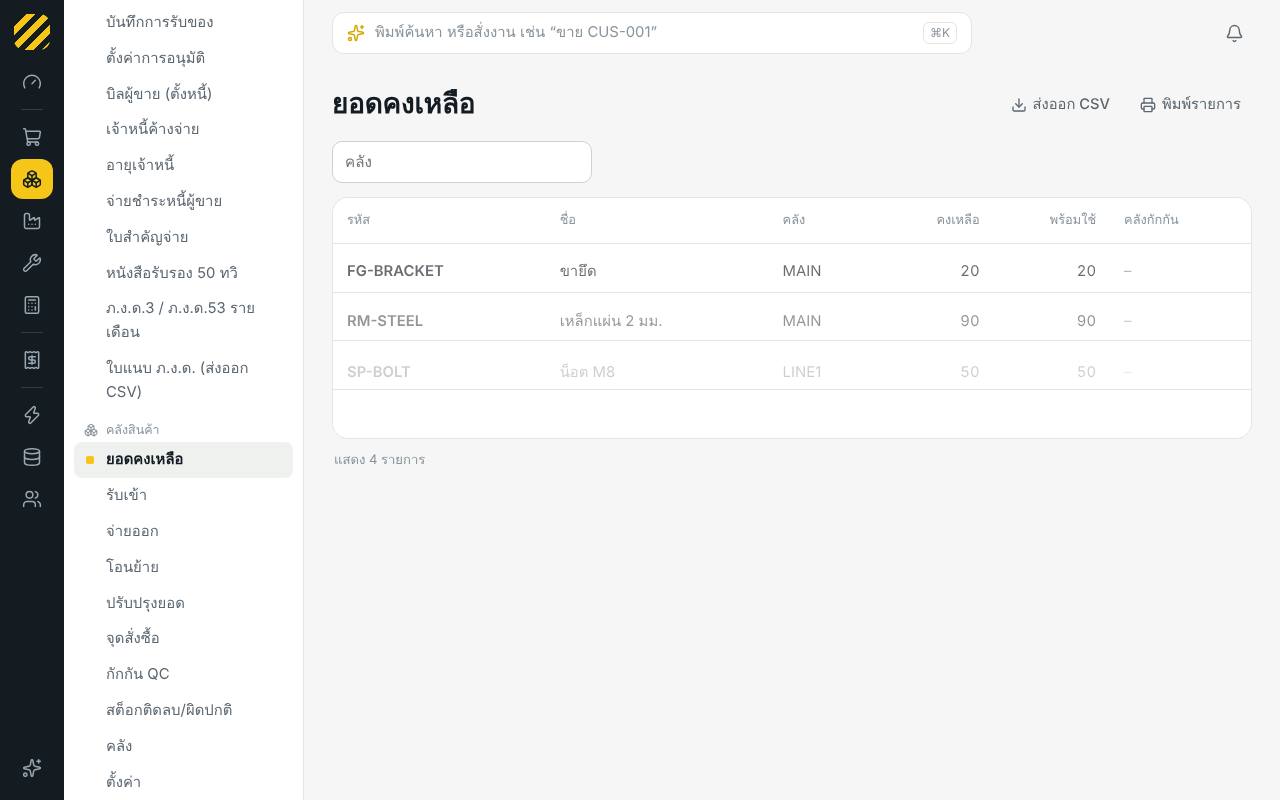 บันทึกการรับของ
ตั้งค่าการอนุมัติ
บิลผู้ขาย (ตั้งหนี้)
เจ้าหนี้ค้างจ่าย
อายุเจ้าหนี้
จ่ายชำระหนี้ผู้ขาย
ใบสำคัญจ่าย
หนังสือรับรอง 50 ทวิ
ภ.ง.ด.3 / ภ.ง.ด.53 ราย
เดือน
ใบแนบ ภ.ง.ด. (ส่งออก
CSV)
คลังสินค้า
ยอดคงเหลือ
รับเข้า
จ่ายออก
โอนย้าย
ปรับปรุงยอด
จุดสั่งซื้อ
กักกัน QC
สต็อกติดลบ/ผิดปกติ
คลัง
ตั้งค่า
พิมพ์ค้นหา หรือสั่งงาน เช่น “ขาย CUS-001” ⌘K
ยอดคงเหลือ
ส่งออก CSV พิมพ์รายการ
คลัง
รหัส ชื่อ คลัง คงเหลือ พร้อมใช้ คลังกักกัน
FG-BRACKET ขายึด MAIN 20 20 –
RM-STEEL เหล็กแผ่น 2 มม. MAIN 90 90 –
SP-BOLT น็อต M8 LINE1 50 50 –
แสดง 4 รายการ